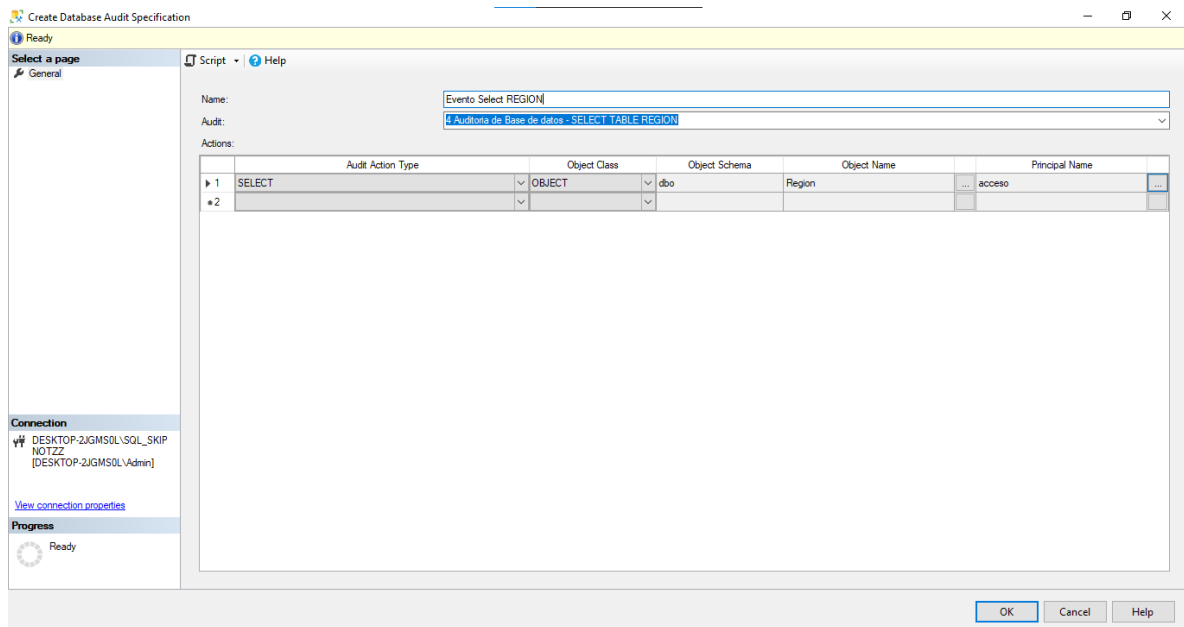 Create Database Audit Specification
Ready
Select a page
General
Script
Help
Name:
Evento Select REGION
Audit:
4 Auditoria de Base de datos - SELECT TABLE REGION
Actions:
Audit Action Type Object Class Object Schema Object Name Principal Name
1 SELECT OBJECT dbo Region ... acceso ...
*2
Connection
DESKTOP-2JGMS0L\SQL_SKIP
NOTZZ
[DESKTOP-2JGMS0L\Admin]
View connection properties
Progress
Ready
OK Cancel Help